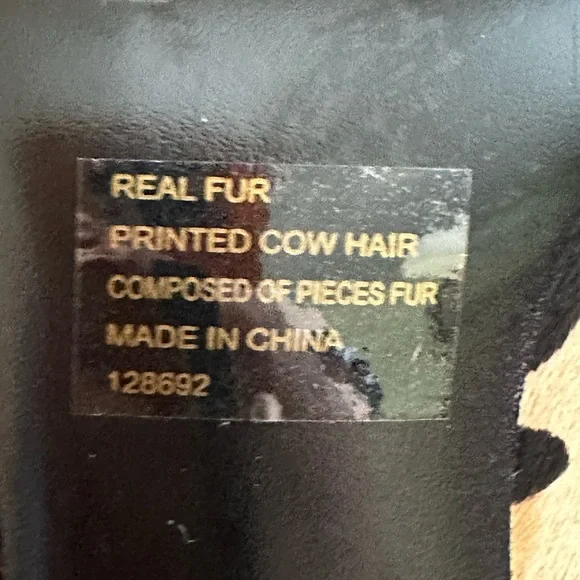 REAL FUR
PRINTED COW HAIR
COMPOSED OF PIECES FUR
MADE IN CHINA
128692